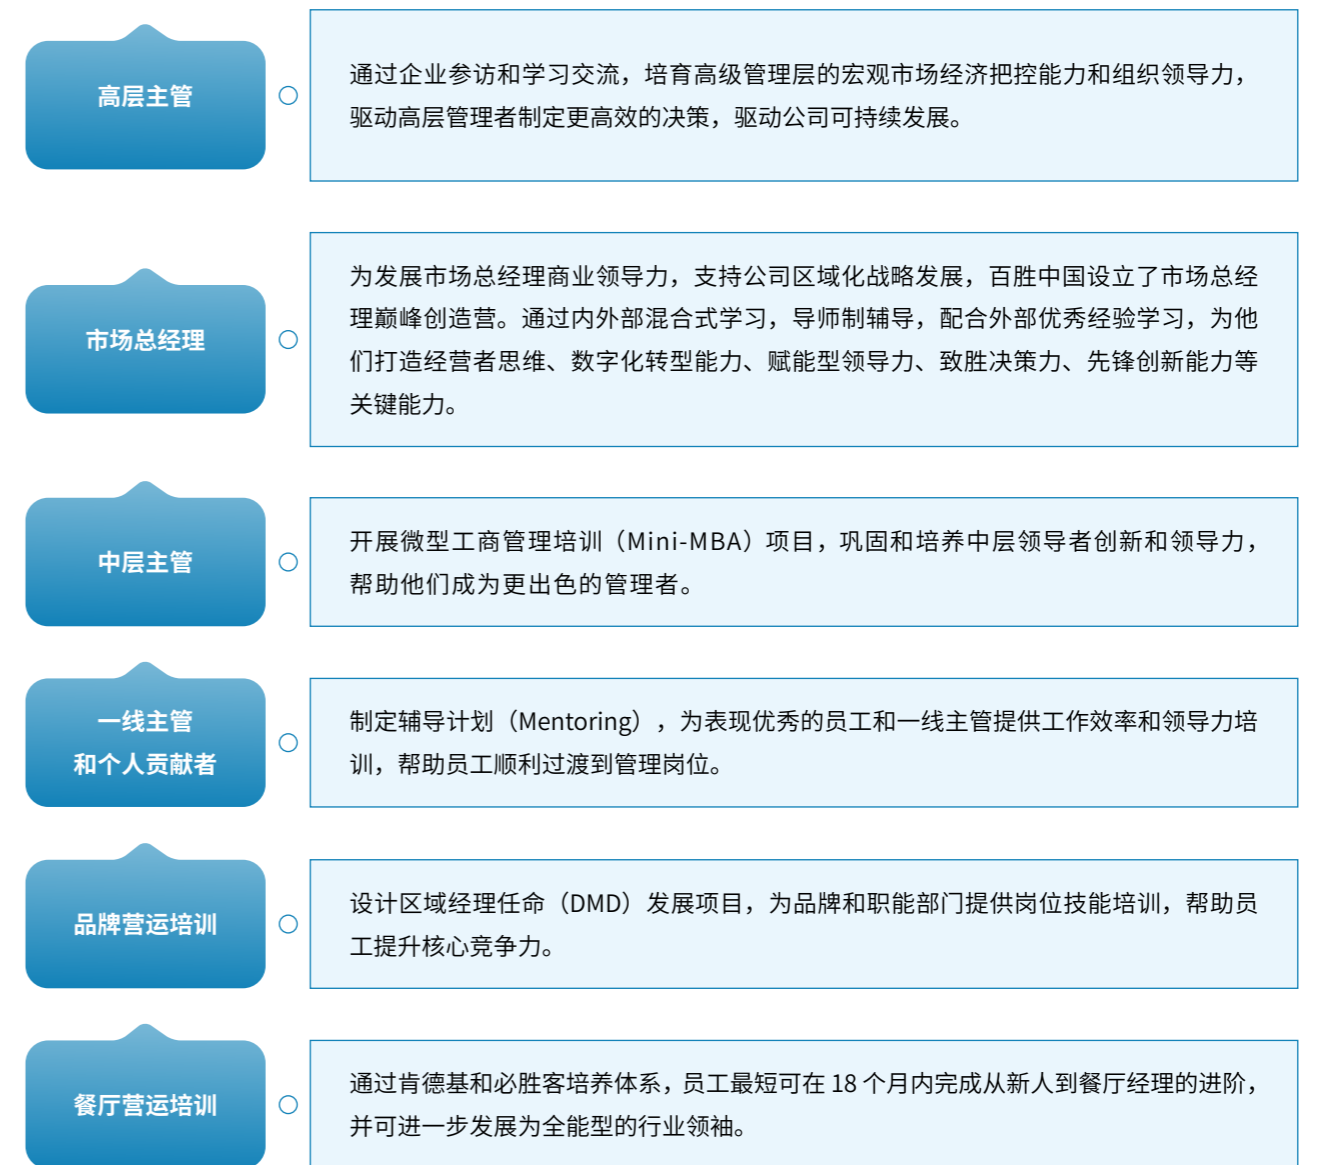 高层主管
通过企业参访和学习交流，培育高级管理层的宏观市场经济把控能力和组织领导力，
驱动高层管理者制定更高效的决策，驱动公司可持续发展。
市场总经理
为发展市场总经理商业领导力，支持公司区域化战略发展，百胜中国设立了市场总经
理巅峰创造营。通过内外部混合式学习，导师制辅导，配合外部优秀经验学习，为他
们打造经营者思维、数字化转型能力、赋能型领导力、致胜决策力、先锋创新能力等
关键能力。
中层主管
开展微型工商管理培训（Mini-MBA）项目，巩固和培养中层领导者创新和领导力，
帮助他们成为更出色的管理者。
一线主管
和个人贡献者
制定辅导计划（Mentoring），为表现优秀的员工和一线主管提供工作效率和领导力培
训，帮助员工顺利过渡到管理岗位。
品牌营运培训
设计区域经理任命（DMD）发展项目，为品牌和职能部门提供岗位技能培训，帮助员
工提升核心竞争力。
餐厅营运培训
通过肯德基和必胜客培养体系，员工最短可在 18 个月内完成从新人到餐厅经理的进阶，
并可进一步发展为全能型的行业领袖。